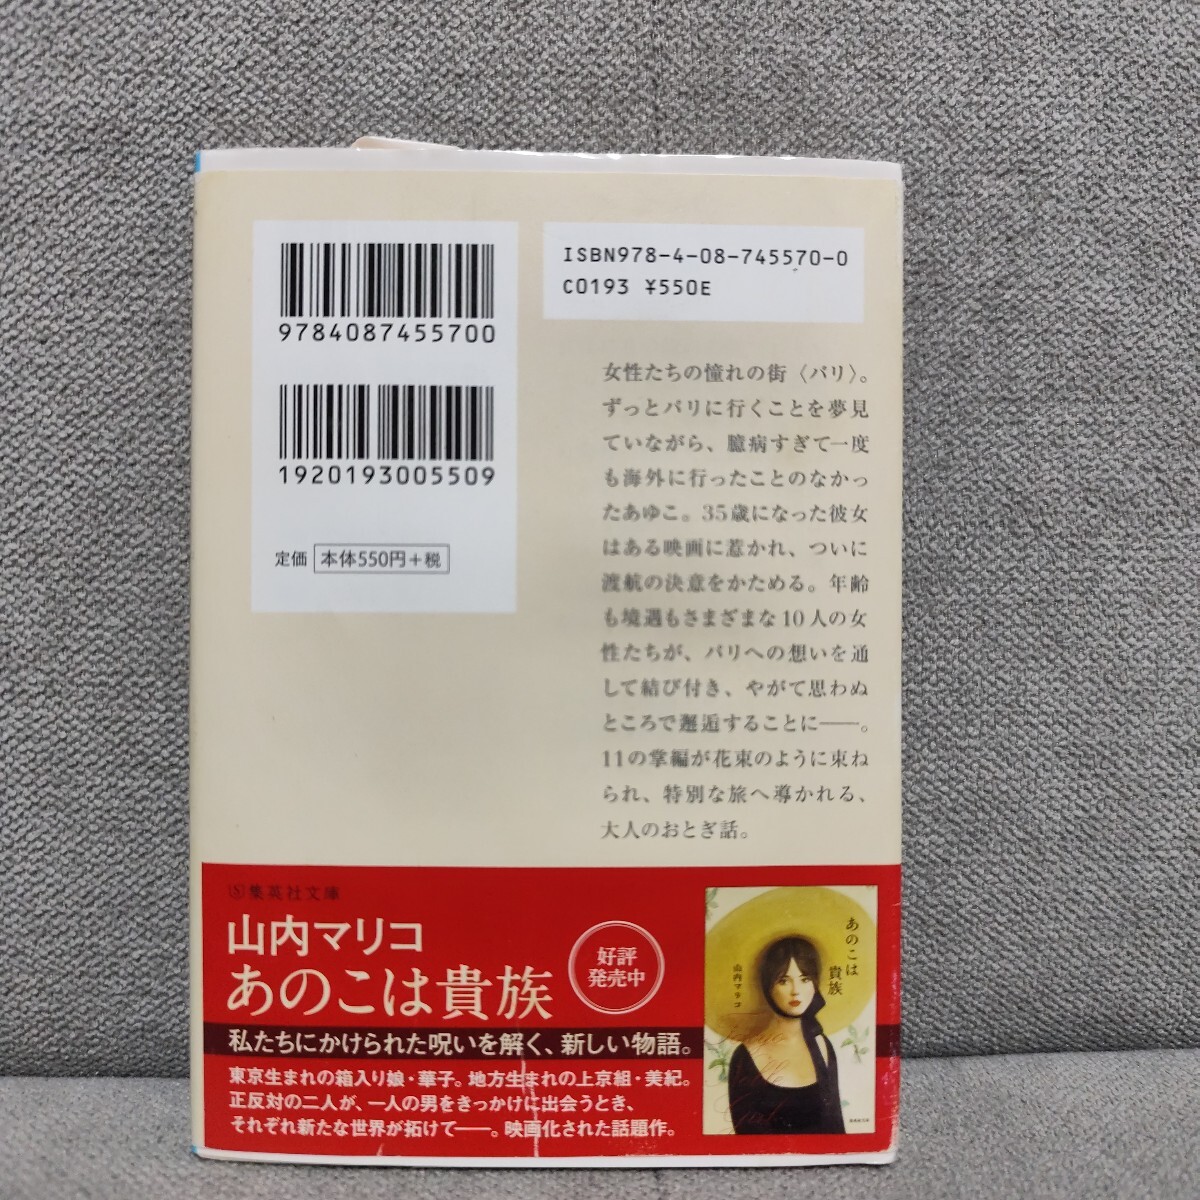 9784087455700
1920193005509
定価 本体550円+税
ISBN978-4-08-745570-0
C0193 ¥550E
女性たちの憧れの街〈パリ〉。
ずっとパリに行くことを夢見
ていながら、臆病すぎて一度
も海外に行ったことのなかっ
たあゆこ。35歳になった彼女
はある映画に惹かれ、ついに
渡航の決意をかためる。年齢
も境遇もさまざまな10人の女
性たちが、パリへの想いを通
して結び付き、やがて思わぬ
ところで邂逅することに――。
11の掌編が花束のように束ね
られ、特別な旅へ導かれる、
大人のおとぎ話。
集英社文庫
山内マリコ
あのこは貴族
好評
発売中
私たちにかけられた呪いを解く、新しい物語。
東京生まれの箱入り娘・華子。地方生まれの上京組・美紀。
正反対の二人が、一人の男をきっかけに出会うとき、
それぞれ新たな世界が拓けて――。映画化された話題作。
あのこは
貴族
山内マリコ